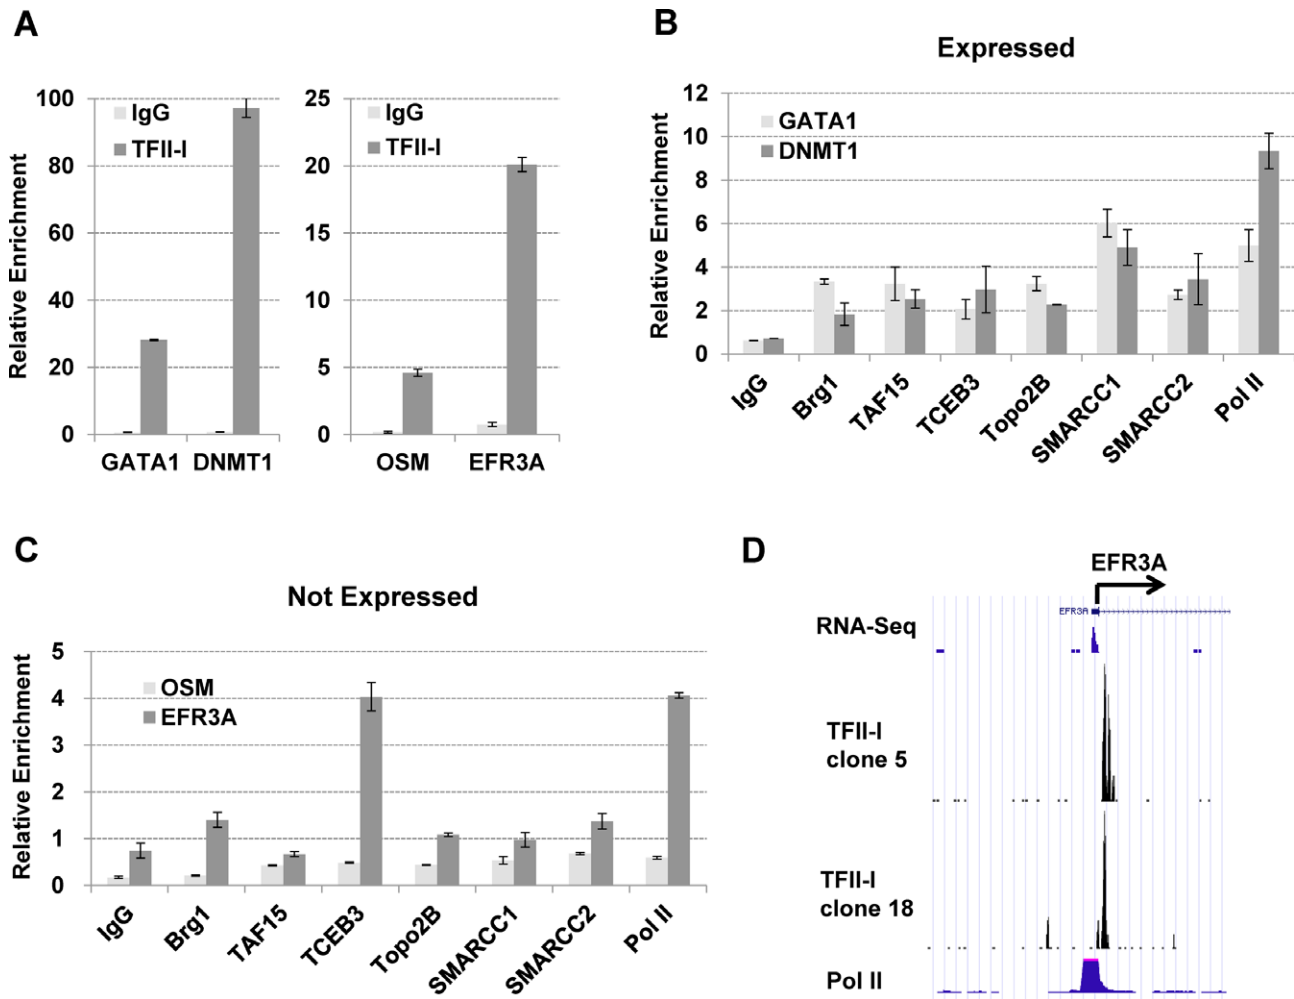 A
IgG
TFII-I
Relative Enrichment
100
80
60
40
20
0
GATA1 DNMT1
IgG
TFII-I
25
20
15
10
5
0
OSM EFR3A
B
Expressed
GATA1
DNMT1
Relative Enrichment
12
10
8
6
4
2
0
IgG
Brg1
TAF15
TCEB3
Topo2B
SMARCC1
SMARCC2
Pol II
C
Not Expressed
OSM
EFR3A
Relative Enrichment
5
4
3
2
1
0
IgG
Brg1
TAF15
TCEB3
Topo2B
SMARCC1
SMARCC2
Pol II
D
EFR3A
EFR3A
RNA-Seq
TFII-I
clone 5
TFII-I
clone 18
Pol II